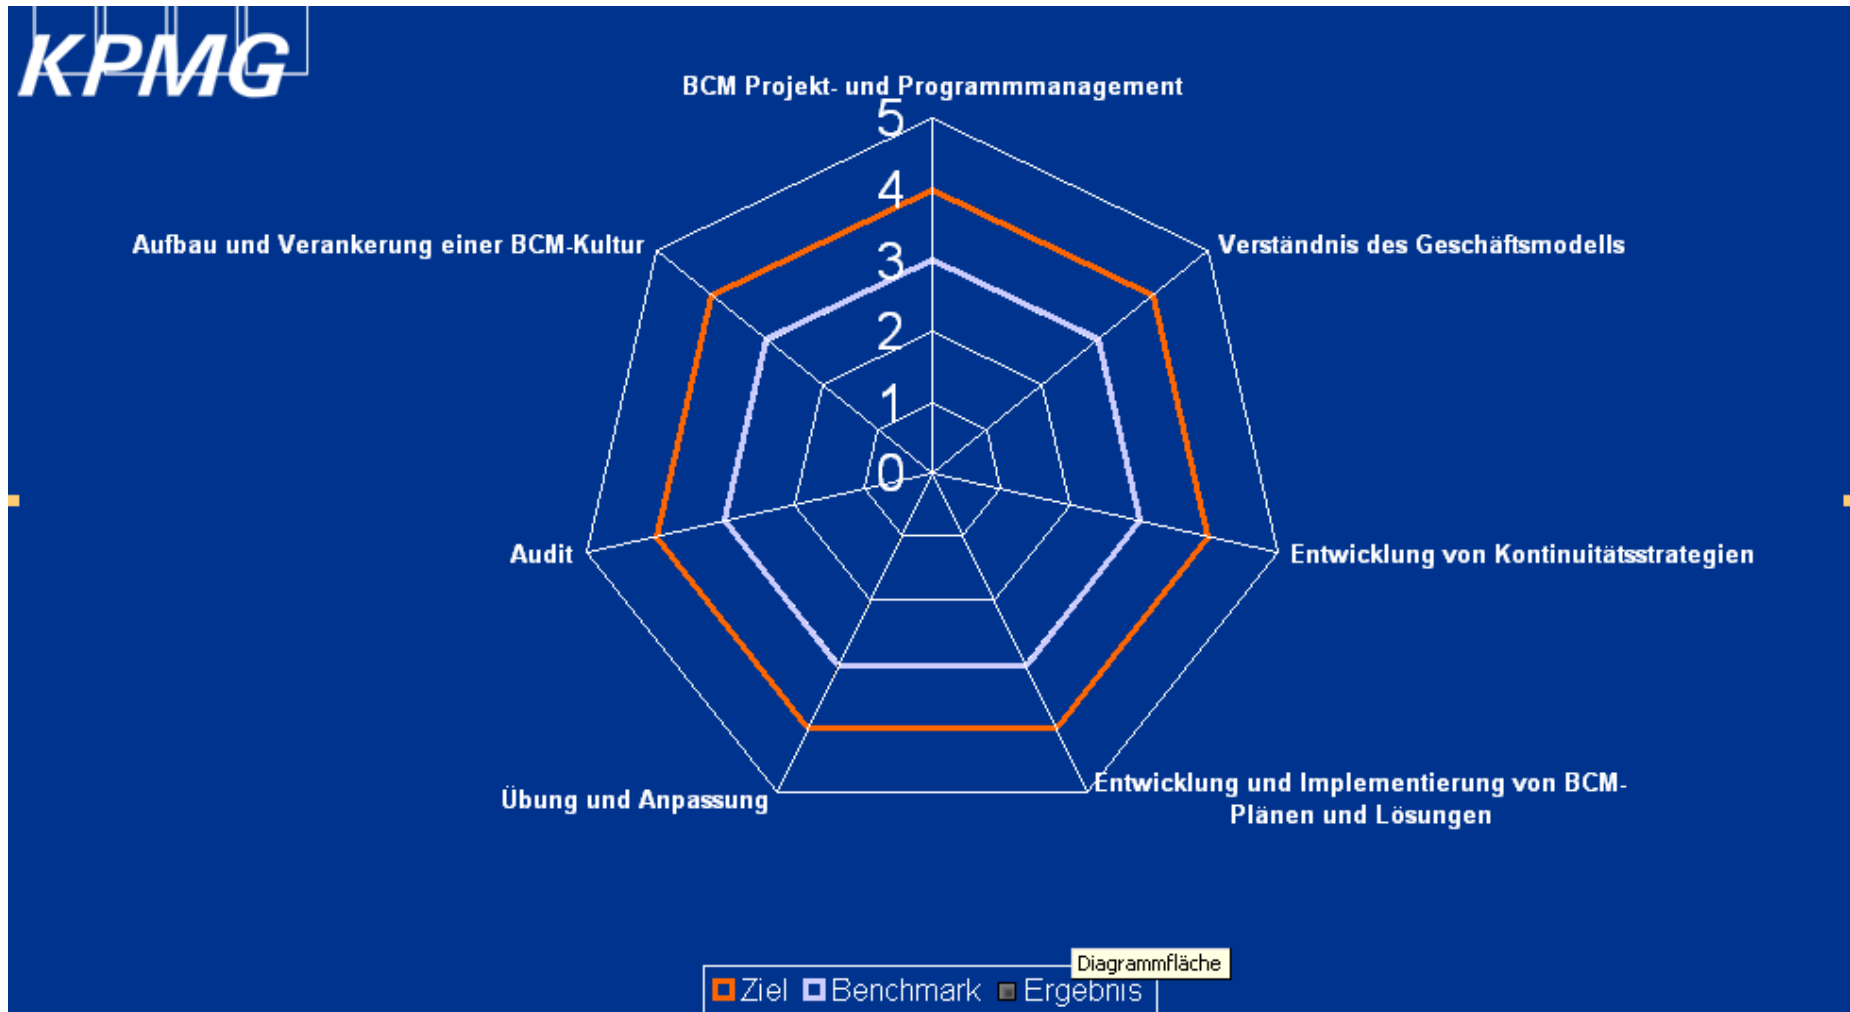 KPMG
BCM Projekt- und Programmmanagement
5
4
Aufbau und Verankerung einer BCM-Kultur
Verständnis des Geschäftsmodells
3
2
1
0
Audit
Entwicklung von Kontinuitätsstrategien
Übung und Anpassung
Entwicklung und Implementierung von BCM-
Plänen und Lösungen
Diagrammfläche
Ziel Benchmark Ergebnis